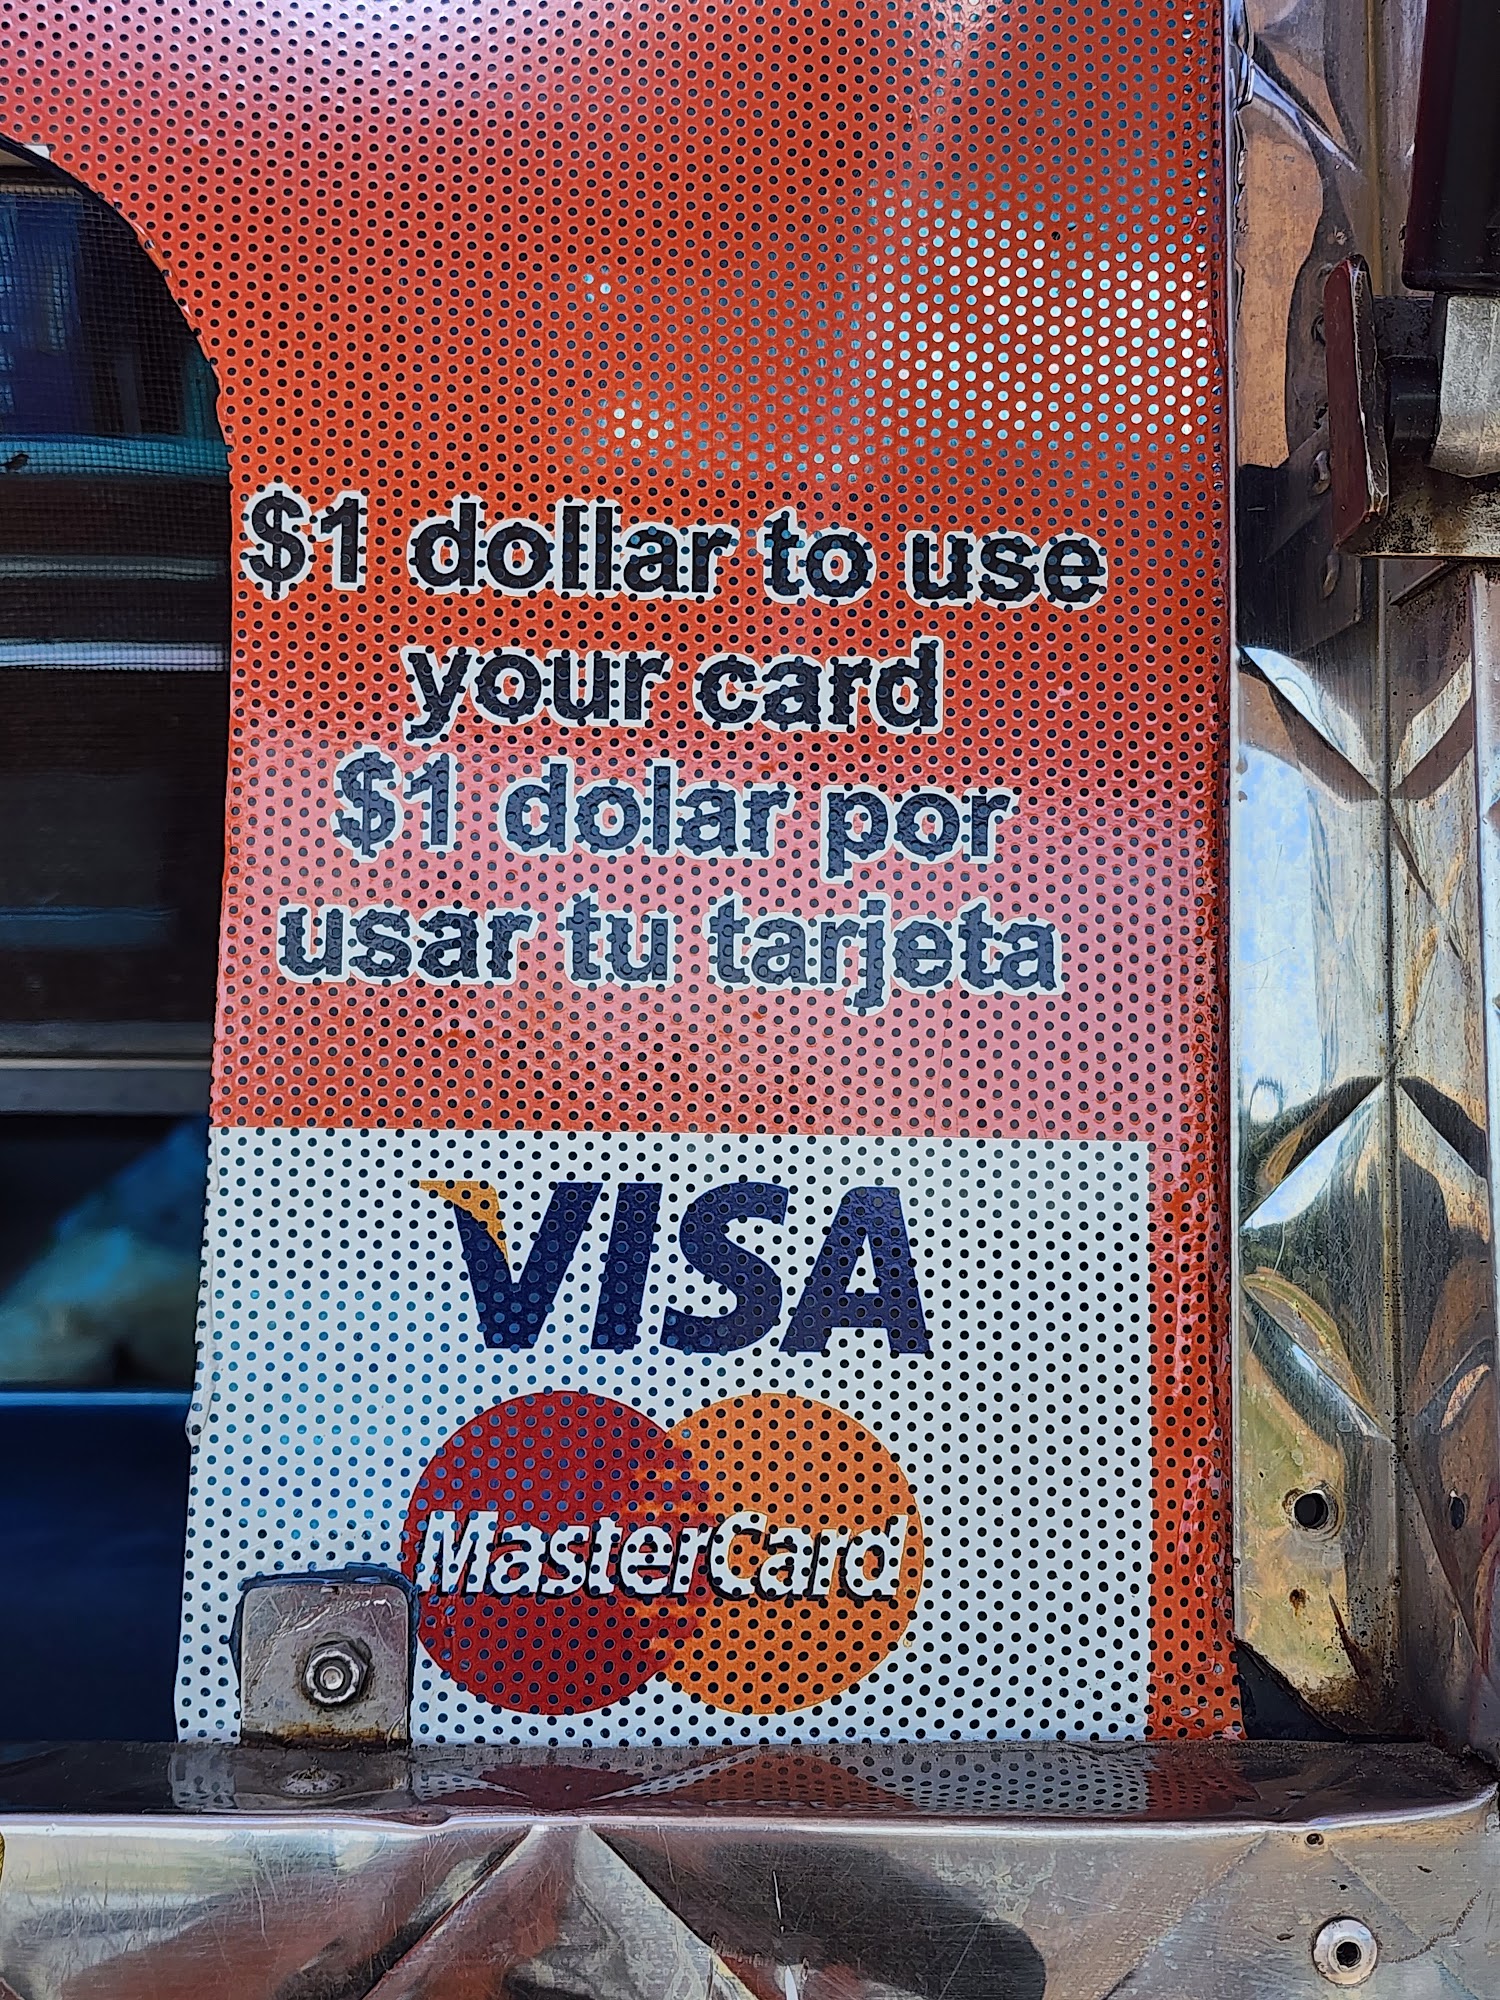 $1 dollar to use
your card
$1 dolar por
usar tu tarjeta
VISA
MasterCard